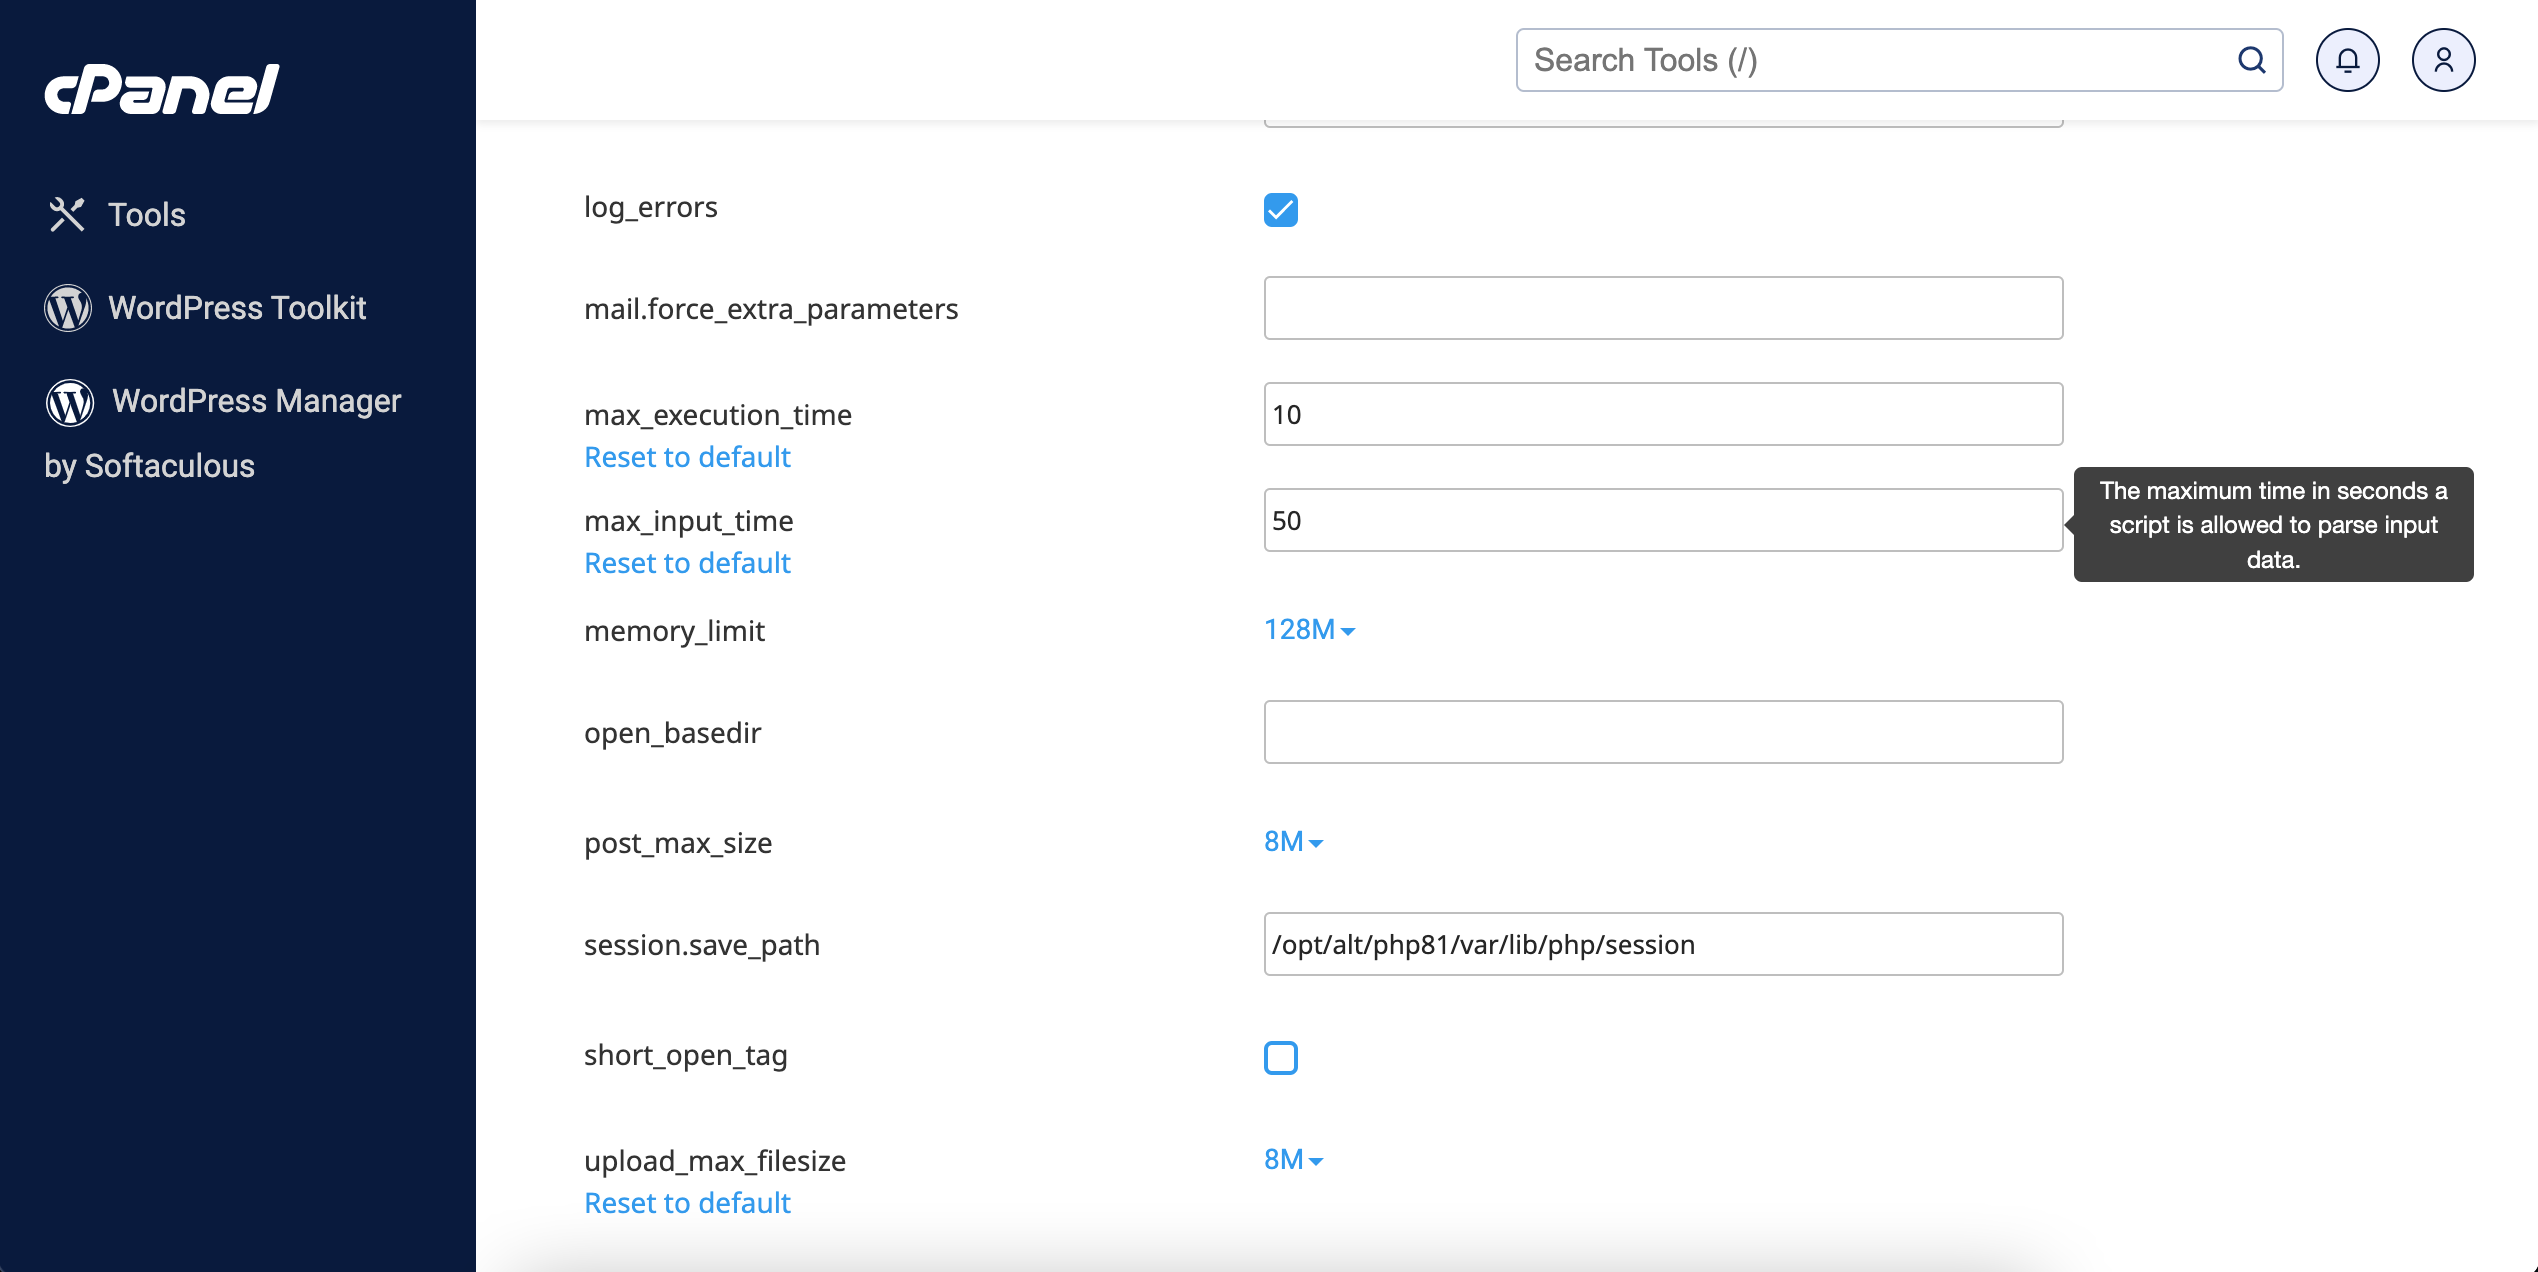 cPanel
Search Tools (/)
Tools
WordPress Toolkit
WordPress Manager
by Softaculous
log_errors
mail.force_extra_parameters
max_execution_time
10
Reset to default
max_input_time
50
Reset to default
The maximum time in seconds a
script is allowed to parse input
data.
memory_limit
128M
open_basedir
post_max_size
8M
session.save_path
/opt/alt/php81/var/lib/php/session
short_open_tag
upload_max_filesize
8M
Reset to default